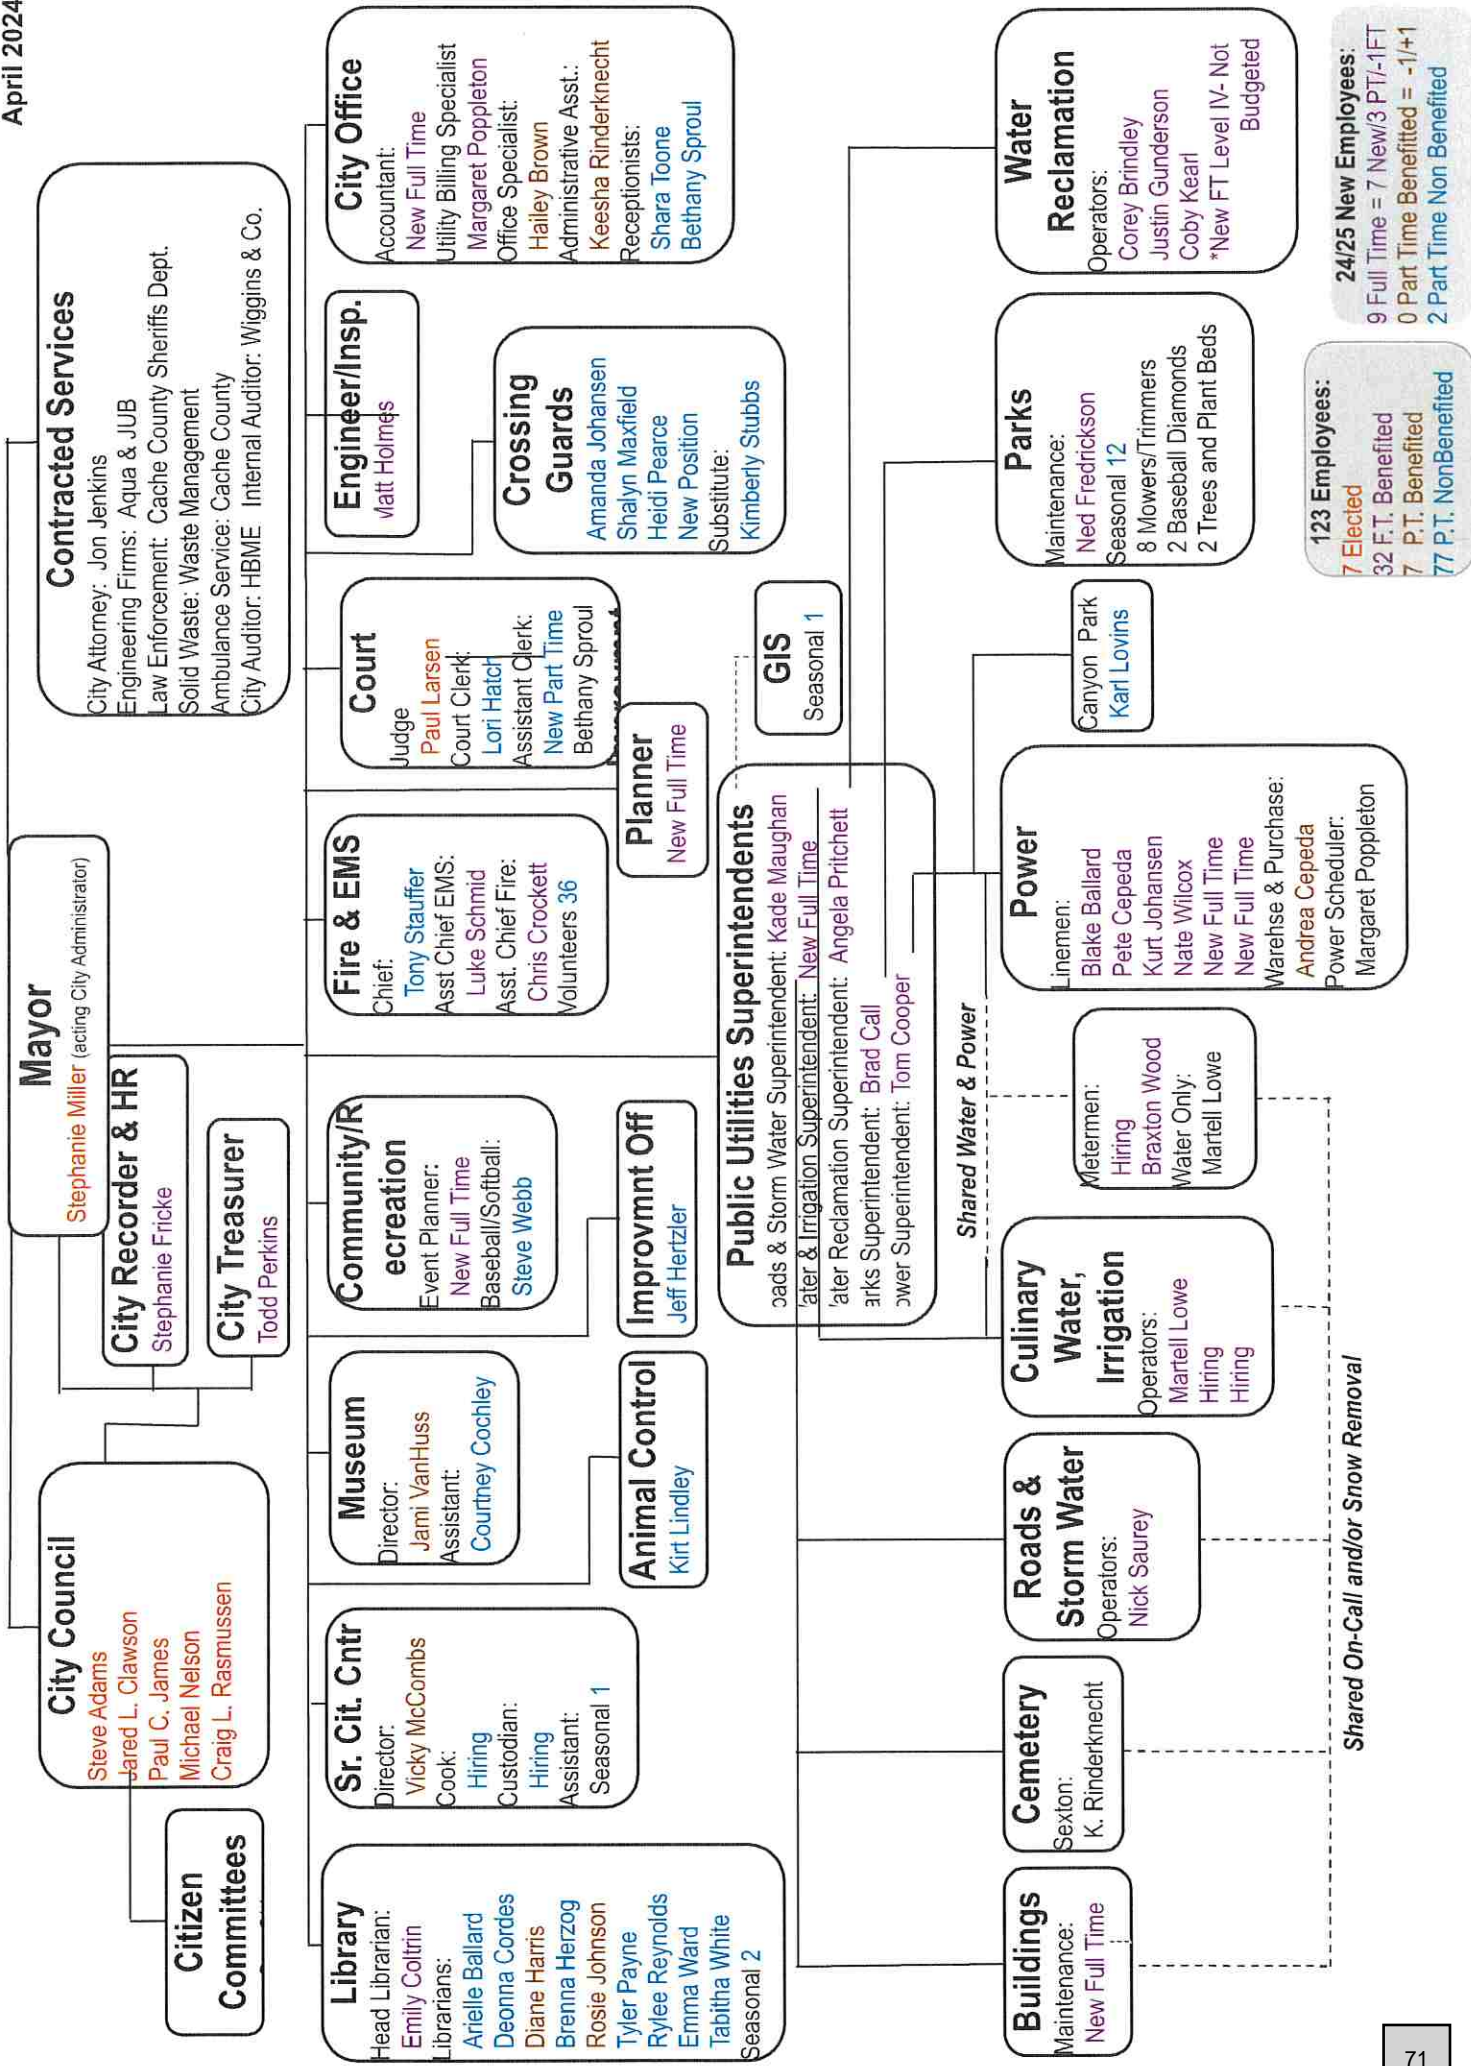 April 2024
Mayor
Stephanie Miller (acting City Administrator)
City Council
Steve Adams
Jared L. Clawson
Paul C. James
Michael Nelson
Craig L. Rasmussen
Citizen
Committees
City Recorder & HR
Stephanie Fricke
City Treasurer
Todd Perkins
Contracted Services
City Attorney: Jon Jenkins
Engineering Firms: Aqua & JUB
Law Enforcement: Cache County Sheriffs Dept.
Solid Waste: Waste Management
Ambulance Service: Cache County
City Auditor: HBME Internal Auditor: Wiggins & Co.
Library
Head Librarian:
Emily Coltrin
Librarians:
Arielle Ballard
Deonna Cordes
Diane Harris
Brenna Herzog
Rosie Johnson
Tyler Payne
Rylee Reynolds
Emma Ward
Tabitha White
Seasonal 2
Sr. Cit. Cntr
Director:
Vicky McCombs
Cook:
Hiring
Custodian:
Hiring
Assistant:
Seasonal 1
Museum
Director:
Jami VanHuss
Assistant:
Courtney Cochley
Animal Control
Kirt Lindley
Community/R
ecreation
Event Planner:
New Full Time
Baseball/Softball:
Steve Webb
Improvmnt Off
Jeff Hertzler
Fire & EMS
Chief:
Tony Stauffer
Asst Chief EMS:
Luke Schmid
Asst. Chief Fire:
Chris Crockett
Volunteers 36
Planner
New Full Time
Court
Judge
Paul Larsen
Court Clerk:
Lori Hatch
Assistant Clerk:
New Part Time
Bethany Sproul
Engineer/Insp.
Matt Holmes
Crossing
Guards
Amanda Johansen
Shalyn Maxfield
Heidi Pearce
New Position
Substitute:
Kimberly Stubbs
City Office
Accountant:
New Full Time
Utility Billing Specialist
Margaret Poppleton
Office Specialist:
Hailey Brown
Administrative Asst.:
Keesha Rinderknecht
Receptionists:
Shara Toone
Bethany Sproul
Public Utilities Superintendents
oads & Storm Water Superintendent: Kade Maughan
ater & Irrigation Superintendent: New Full Time
ater Reclamation Superintendent: Angela Pritchett
arks Superintendent: Brad Call
ower Superintendent: Tom Cooper
GIS
Seasonal 1
Shared Water & Power
Buildings
Maintenance:
New Full Time
Cemetery
Sexton:
K. Rinderknecht
Roads &
Storm Water
Operators:
Nick Saurey
Culinary
Water,
Irrigation
Operators:
Martell Lowe
Hiring
Hiring
Metermen:
Hiring
Braxton Wood
Water Only:
Martell Lowe
Power
Linemen:
Blake Ballard
Pete Cepeda
Kurt Johansen
Nate Wilcox
New Full Time
New Full Time
Warehse & Purchase:
Andrea Cepeda
Power Scheduler:
Margaret Poppleton
Canyon Park
Karl Lovins
Parks
Maintenance:
Ned Fredrickson
Seasonal 12
8 Mowers/Trimmers
2 Baseball Diamonds
2 Trees and Plant Beds
Water
Reclamation
Operators:
Corey Brindley
Justin Gunderson
Coby Kearl
*New FT Level IV- Not
Budgeted
Shared On-Call and/or Snow Removal
123 Employees:
7 Elected
32 F.T. Benefited
7 P.T. Benefited
77 P.T. NonBenefited
24/25 New Employees:
9 Full Time = 7 New/3 PT/-1FT
0 Part Time Benefitted = -1/+1
2 Part Time Non Benefited
71